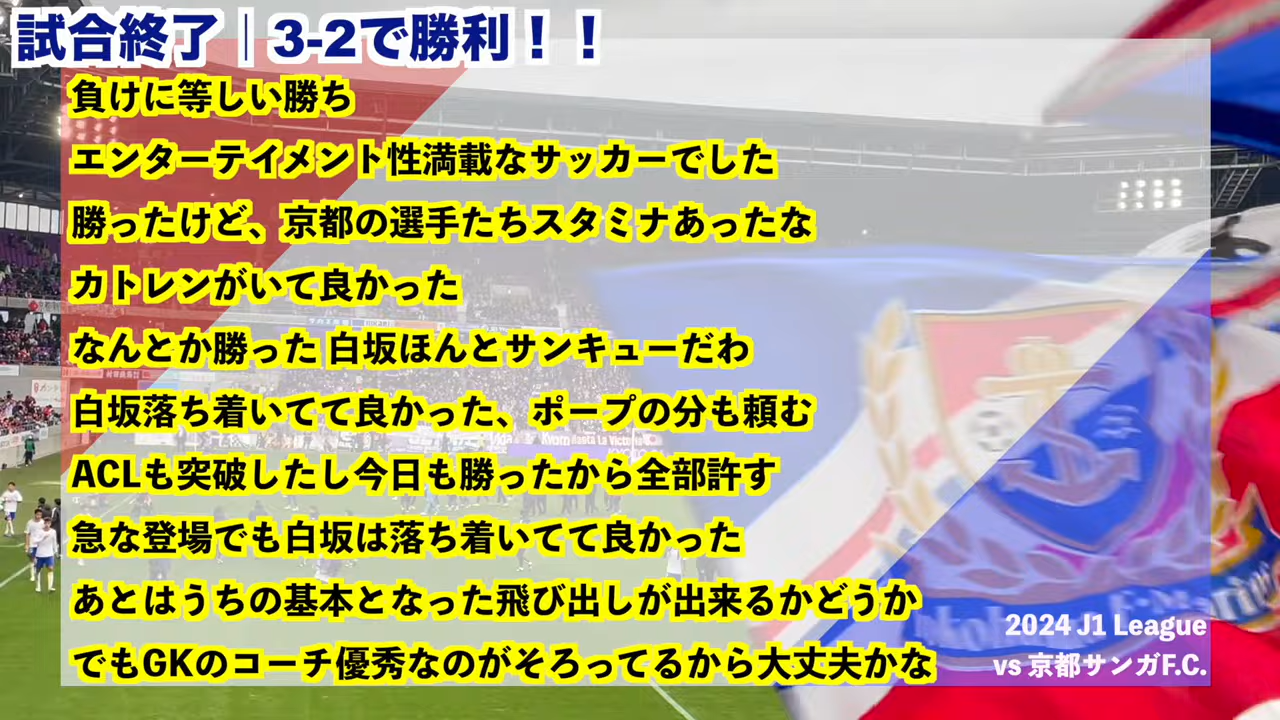 試合終了｜3-2で勝利！！
負けに等しい勝ち
エンターテイメント性満載なサッカーでした
勝ったけど、京都の選手たちスタミナあったな
カトレンがいて良かった
なんとか勝った 白坂ほんとサンキューだわ
白坂落ち着いてて良かった、ポープの分も頼む
ACLも突破したし今日も勝ったから全部許す
急な登場でも白坂は落ち着いてて良かった
あとはうちの基本となった飛び出しが出来るかどうか
でもGKのコーチ優秀なのがそろってるから大丈夫かな
2024 J1 League
vs 京都サンガF.C.